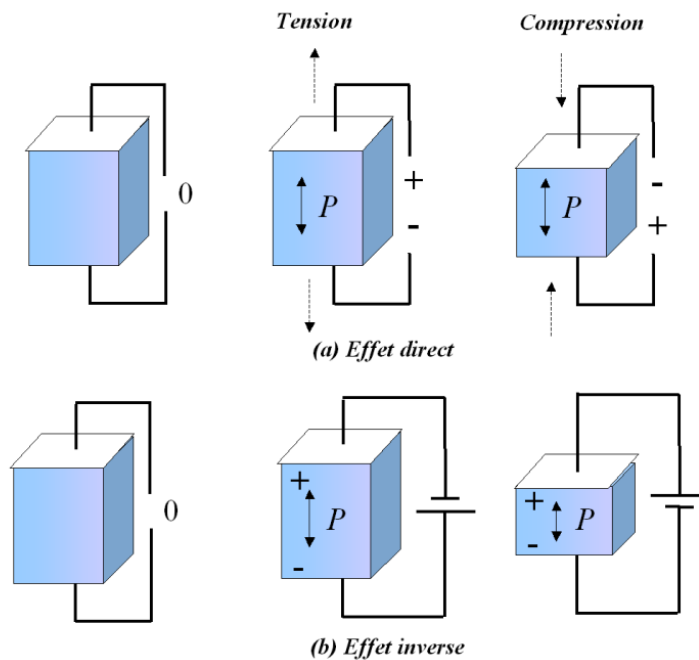 Tension
Compression
0
P
+
-
P
-
+
(a) Effet direct
0
+
P
-
+
P
-
(b) Effet inverse